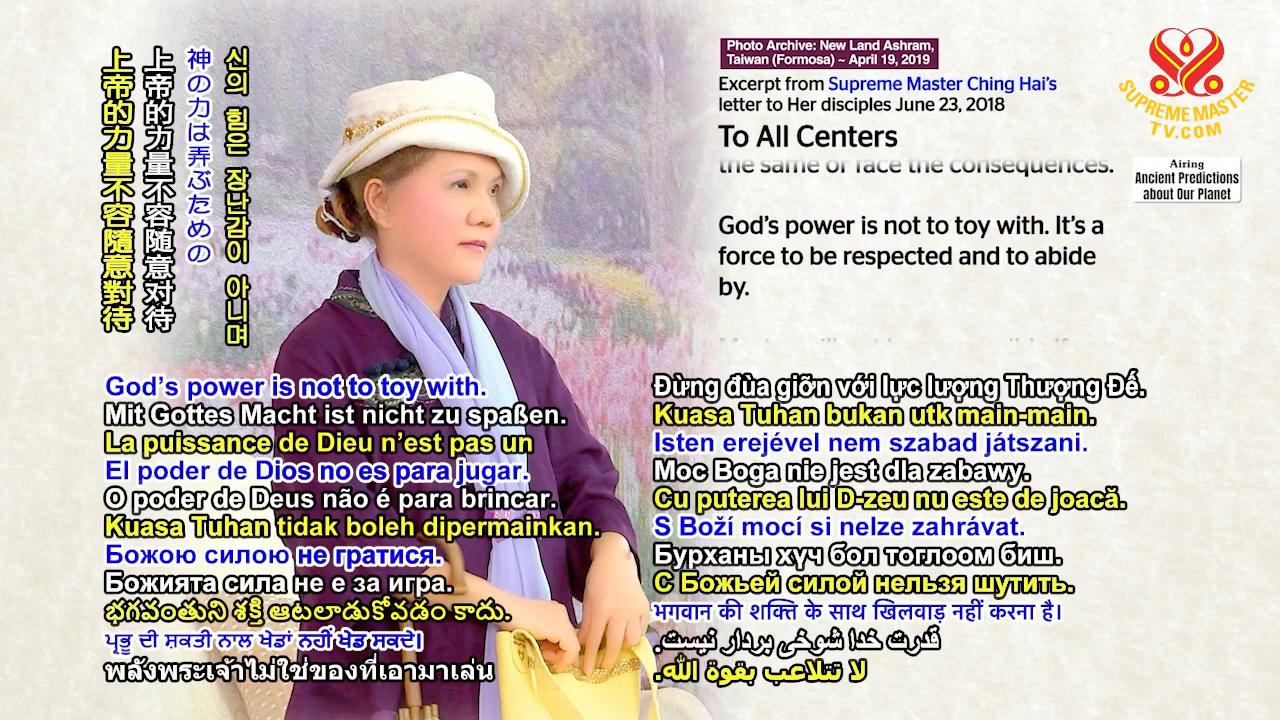 上帝的力量不容隨意對待
上帝的力量不容随意对待
神の力は弄ぶための
신의 힘은 장난감이 아니며
Photo Archive: New Land Ashram,
Taiwan (Formosa) ~ April 19, 2019
Excerpt from Supreme Master Ching Hai's
letter to Her disciples June 23, 2018
To All Centers
the same or face the consequences.
God's power is not to toy with. It's a
force to be respected and to abide
by.
SUPREME MASTER
TV.COM
Airing
Ancient Predictions
about Our Planet
God's power is not to toy with.
Mit Gottes Macht ist nicht zu spaßen.
La puissance de Dieu n'est pas un
El poder de Dios no es para jugar.
O poder de Deus não é para brincar.
Kuasa Tuhan tidak boleh dipermainkan.
Божою силою не гратися.
Божията сила не е за игра.
భగవంతుని శక్తి ఆటలాడుకోవడం కాదు.
ਪ੍ਰਭੂ ਦੀ ਸ਼ਕਤੀ ਨਾਲ ਖੇਡਾਂ ਨਹੀਂ ਖੇਡ ਸਕਦੇ।
พลังพระเจ้าไม่ใช่ของที่เอามาเล่น
Đừng đùa giỡn với lực lượng Thượng Đế.
Kuasa Tuhan bukan utk main-main.
Isten erejével nem szabad játszani.
Moc Boga nie jest dla zabawy.
Cu puterea lui D-zeu nu este de joacă.
S Boží mocí si nelze zahrávat.
Бурханы хүч бол тоглоом биш.
С Божьей силой нельзя шутить.
भगवान की शक्ति के साथ खिलवाड़ नहीं करना है।
قدرت خدا شوخی بردار نیست.
لا تتلاعب بقوة الله.